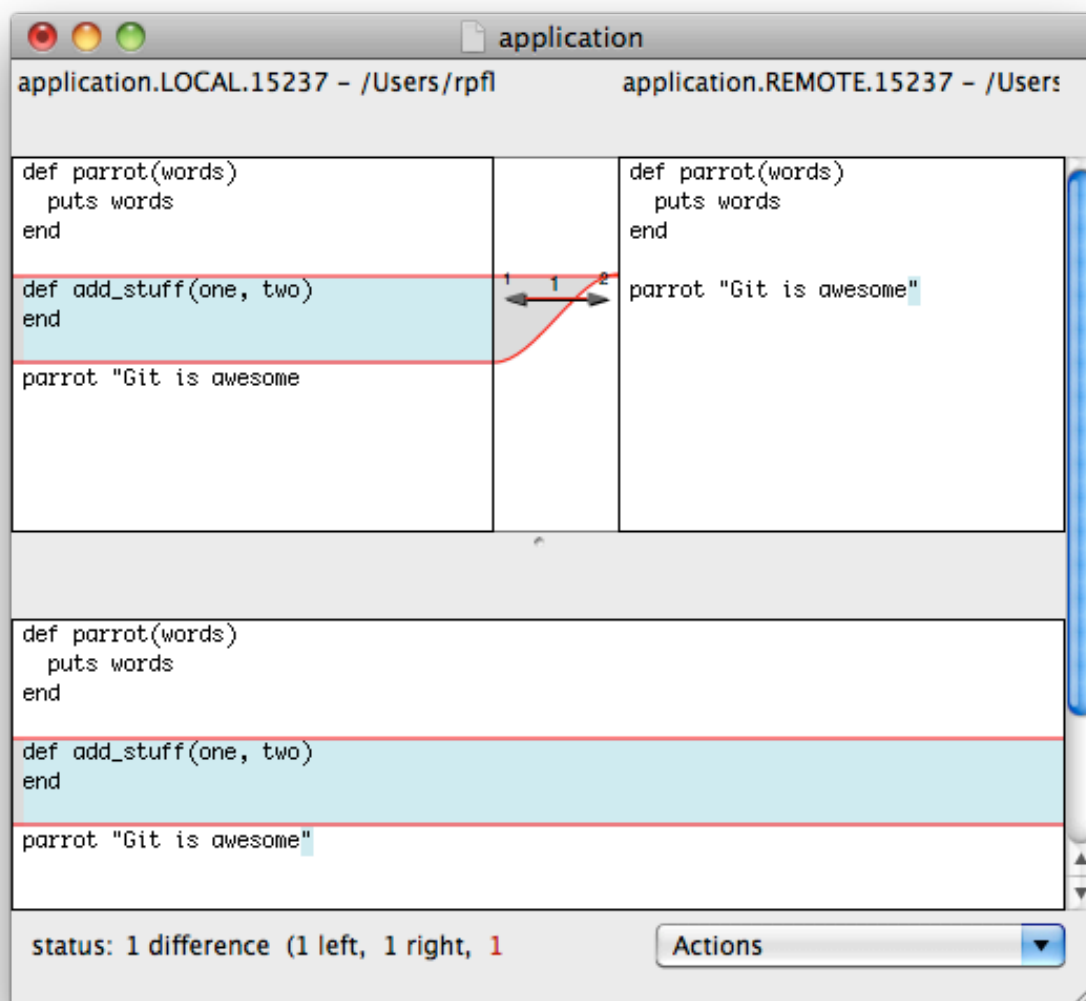 application
application.LOCAL.15237 – /Users/rpfl
application.REMOTE.15237 – /Users
def parrot(words)
  puts words
end
def add_stuff(one, two)
end
parrot "Git is awesome
1 1 2
def parrot(words)
  puts words
end
parrot "Git is awesome"
def parrot(words)
  puts words
end
def add_stuff(one, two)
end
parrot "Git is awesome"
status: 1 difference (1 left, 1 right, 1
Actions